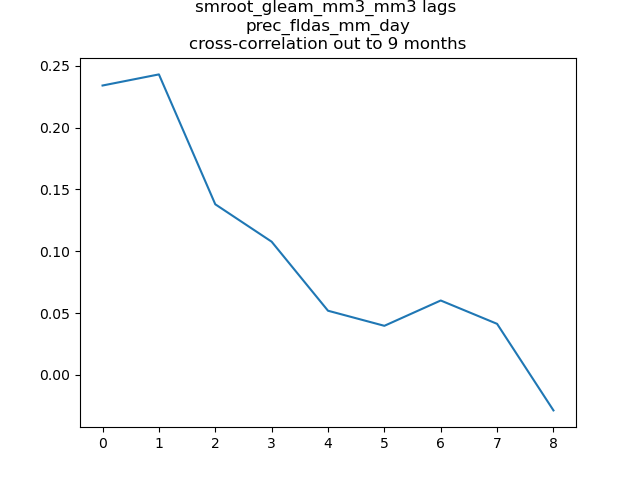 smroot_gleam_mm3_mm3 lags
prec_fldas_mm_day
cross-correlation out to 9 months
0.25
0.20
0.15
0.10
0.05
0.00
0 1 2 3 4 5 6 7 8